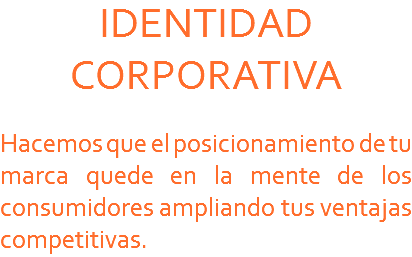 IDENTIDAD
CORPORATIVA
Hacemos que el posicionamiento de tu
marca quede en la mente de los
consumidores ampliando tus ventajas
competitivas.